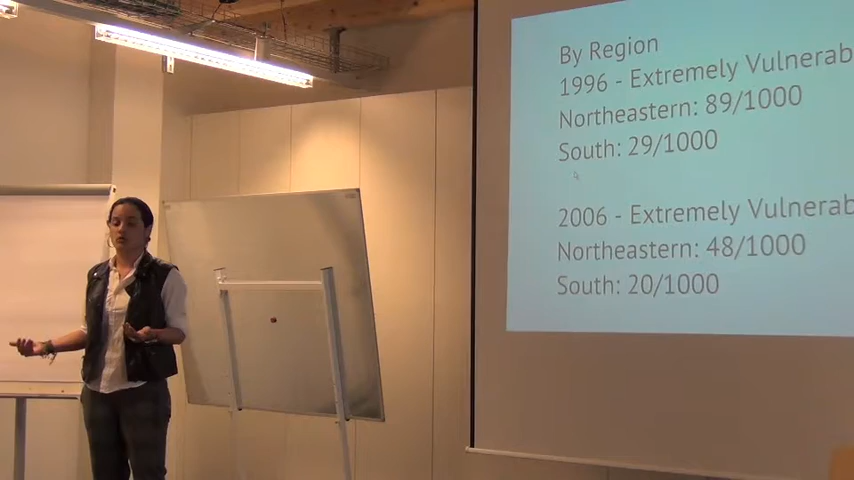 By Region
1996 - Extremely Vulnerab
Northeastern: 89/1000
South: 29/1000
2006 - Extremely Vulnerab
Northeastern: 48/1000
South: 20/1000